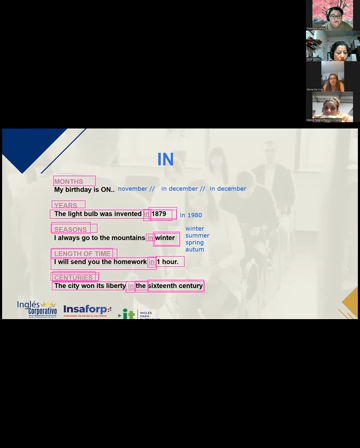 IN
MONTHS
My birthday is ON.. november // in december // in december
YEARS
The light bulb was invented in 1879 in 1980
SEASONS
I always go to the mountains in winter
winter
summer
spring
autum
LENGTH OF TIME
I will send you the homework in 1 hour.
CENTURIES
The city won its liberty in the sixteenth century
Inglés
Corporativo
Insaforp
it
INGLÉS
PARA